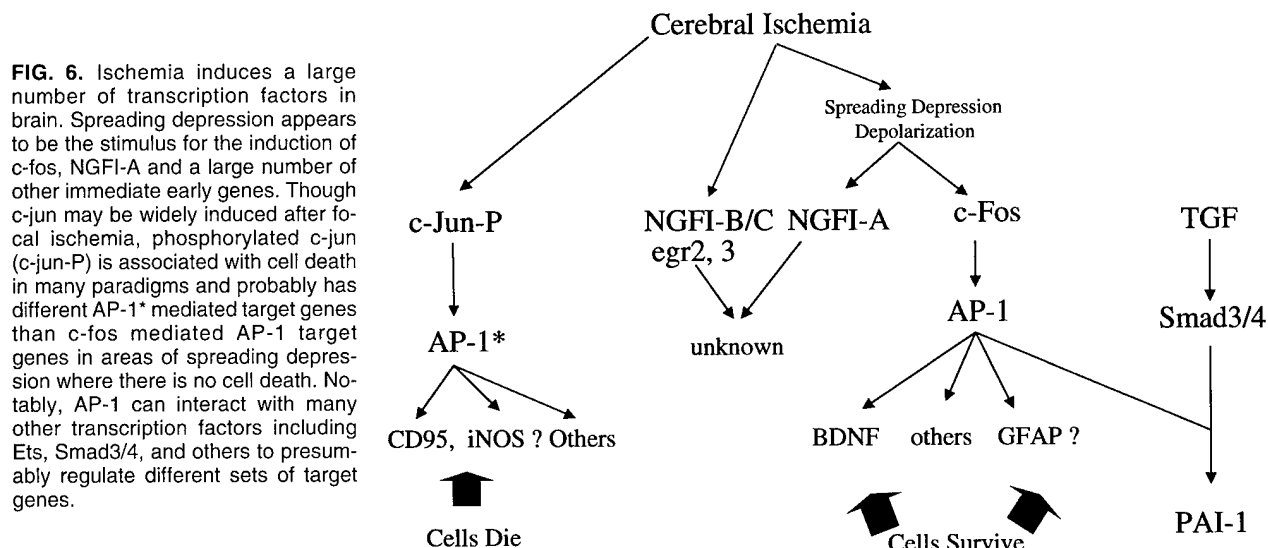 FIG. 6. Ischemia induces a large
number of transcription factors in
brain. Spreading depression appears
to be the stimulus for the induction of
c-fos, NGFI-A and a large number of
other immediate early genes. Though
c-jun may be widely induced after fo-
cal ischemia, phosphorylated c-jun
(c-jun-P) is associated with cell death
in many paradigms and probably has
different AP-1* mediated target genes
than c-fos mediated AP-1 target
genes in areas of spreading depres-
sion where there is no cell death. No-
tably, AP-1 can interact with many
other transcription factors including
Ets, Smad3/4, and others to presum-
ably regulate different sets of target
genes.
Cerebral Ischemia
Spreading Depression
Depolarization
c-Jun-P
NGFI-B/C NGFI-A
egr2, 3
c-Fos
TGF
AP-1*
unknown
AP-1
Smad3/4
CD95, iNOS ? Others
BDNF others GFAP ?
Cells Die
Cells Survive
PAI-1